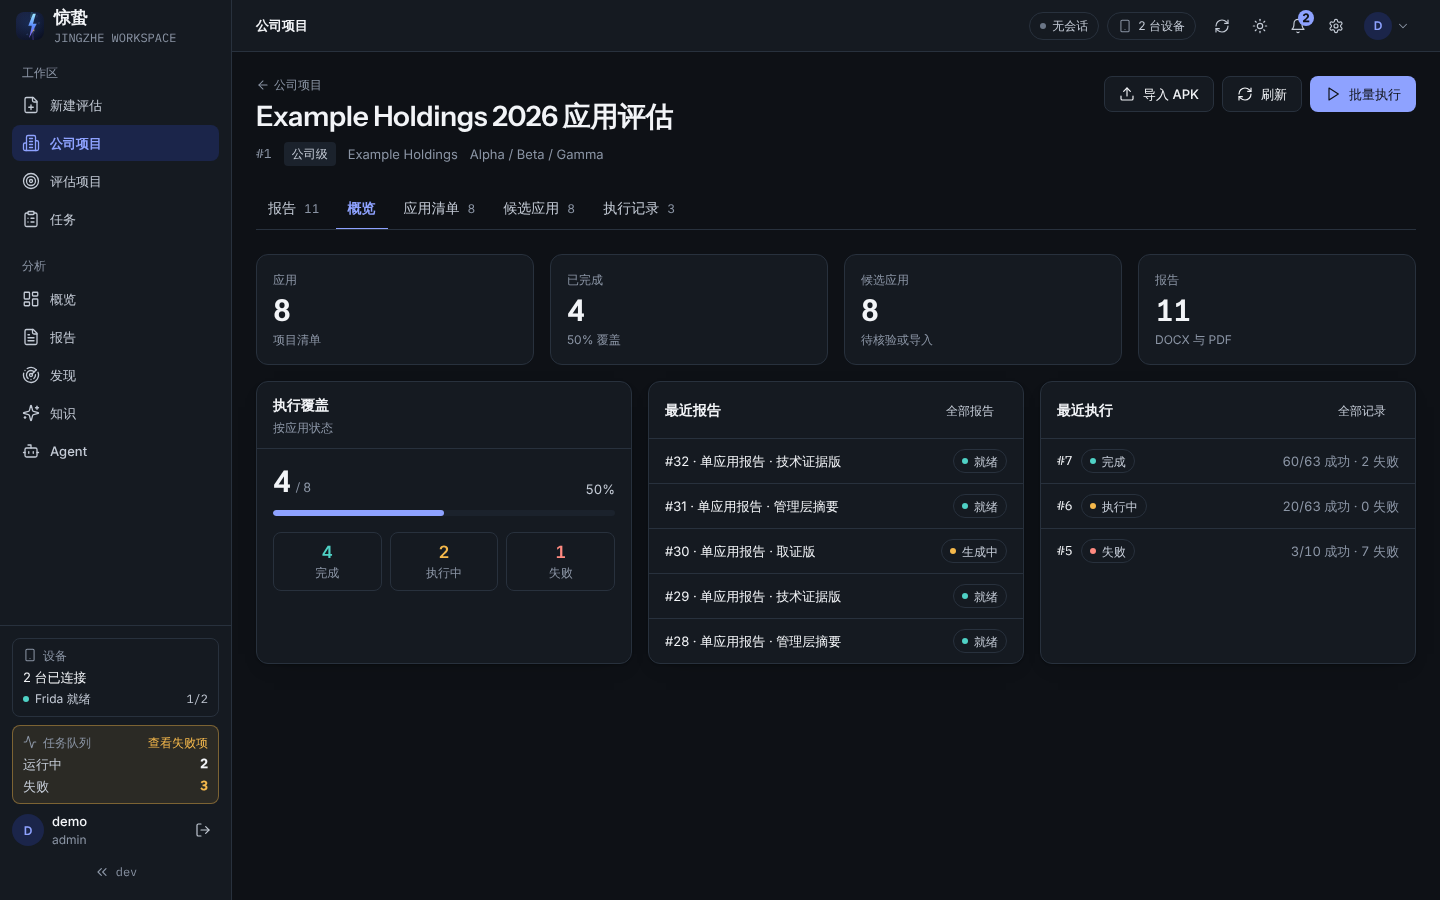 惊蛰
JINGZHE WORKSPACE
工作区
新建评估
公司项目
评估项目
任务
分析
概览
报告
发现
知识
Agent
设备
2 台已连接
Frida 就绪 1/2
任务队列 查看失败项
运行中 2
失败 3
D demo
admin
dev
公司项目 无会话 2 台设备 2 D
公司项目
Example Holdings 2026 应用评估
导入 APK 刷新 批量执行
#1 公司级 Example Holdings Alpha / Beta / Gamma
报告 11 概览 应用清单 8 候选应用 8 执行记录 3
应用
8
项目清单
已完成
4
50% 覆盖
候选应用
8
待核验或导入
报告
11
DOCX 与 PDF
执行覆盖
按应用状态
4 / 8 50%
4 完成
2 执行中
1 失败
最近报告 全部报告
#32 · 单应用报告 · 技术证据版 就绪
#31 · 单应用报告 · 管理层摘要 就绪
#30 · 单应用报告 · 取证版 生成中
#29 · 单应用报告 · 技术证据版 就绪
#28 · 单应用报告 · 管理层摘要 就绪
最近执行 全部记录
#7 完成 60/63 成功 · 2 失败
#6 执行中 20/63 成功 · 0 失败
#5 失败 3/10 成功 · 7 失败